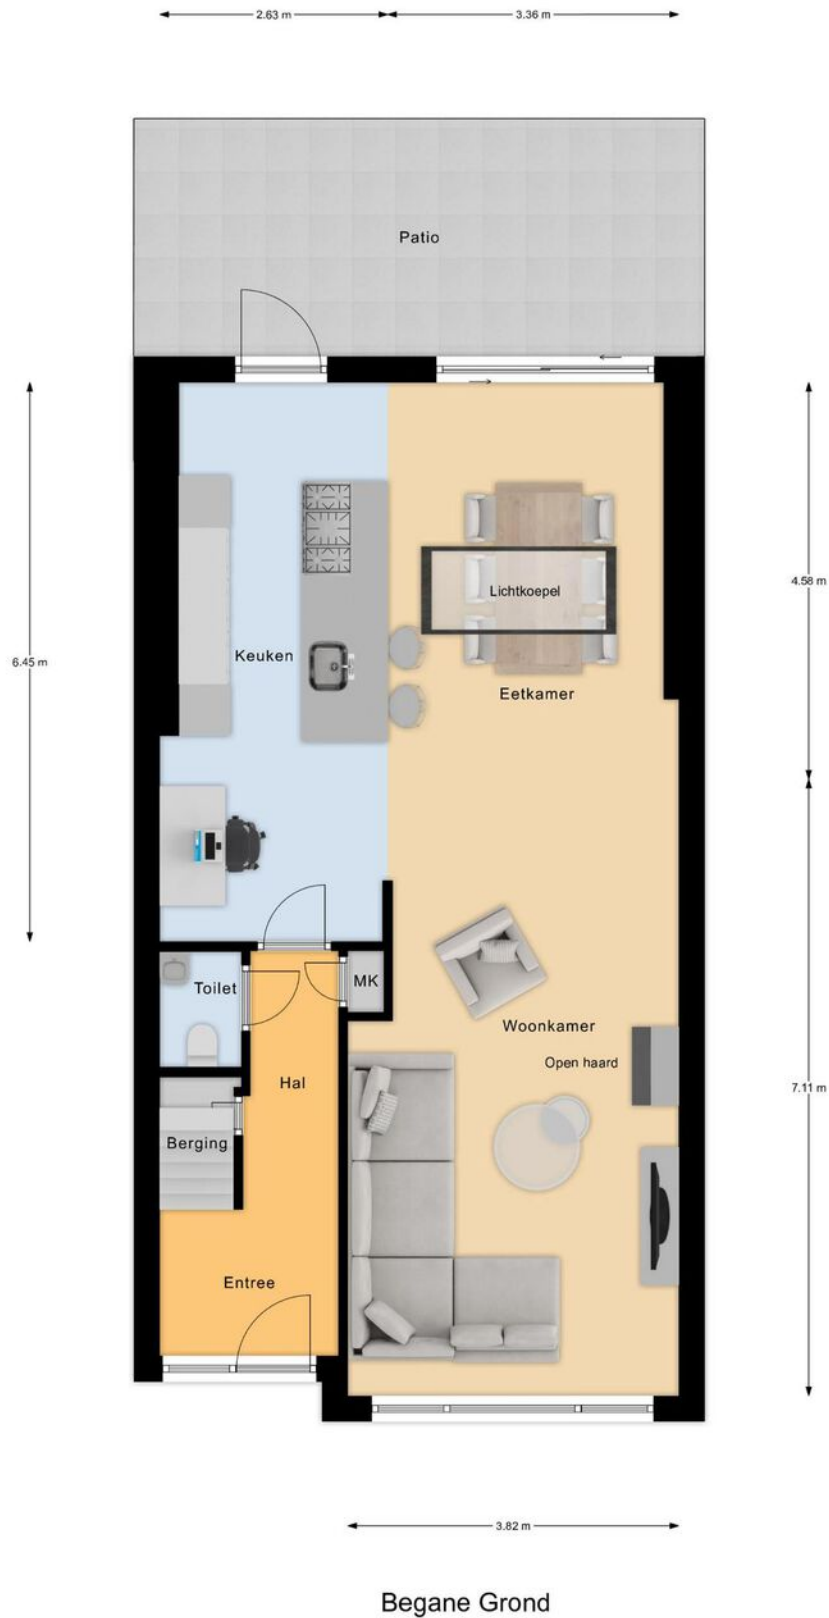 2.63 m
3.36 m
Patio
4.58 m
Lichtkoepel
Keuken
6.45 m
Eetkamer
Toilet
MK
Woonkamer
Open haard
Hal
7.11 m
Berging
Entree
3.82 m
Begane Grond